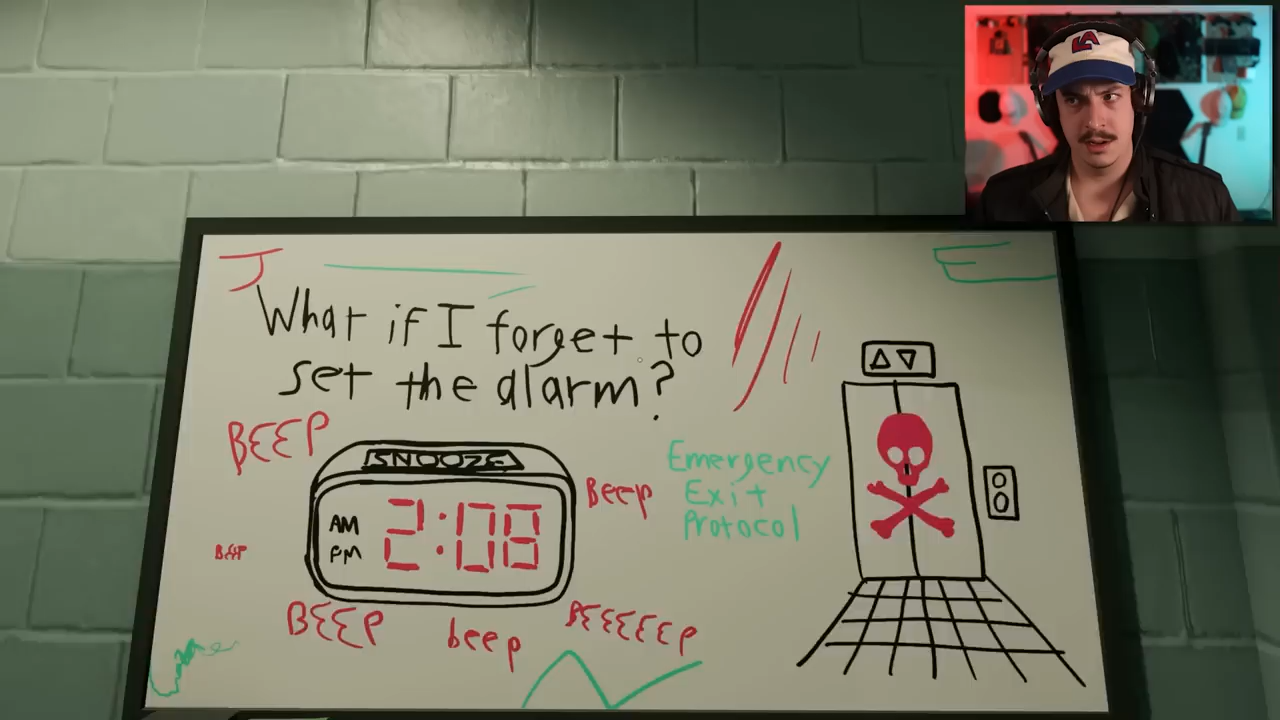 What if I forget to
set the alarm?
BEEP
SNOOZE
AM
PM
2:08
Beep
BEEP
BEEP
beep
BEEEEEP
Emergency
Exit
Protocol
LA